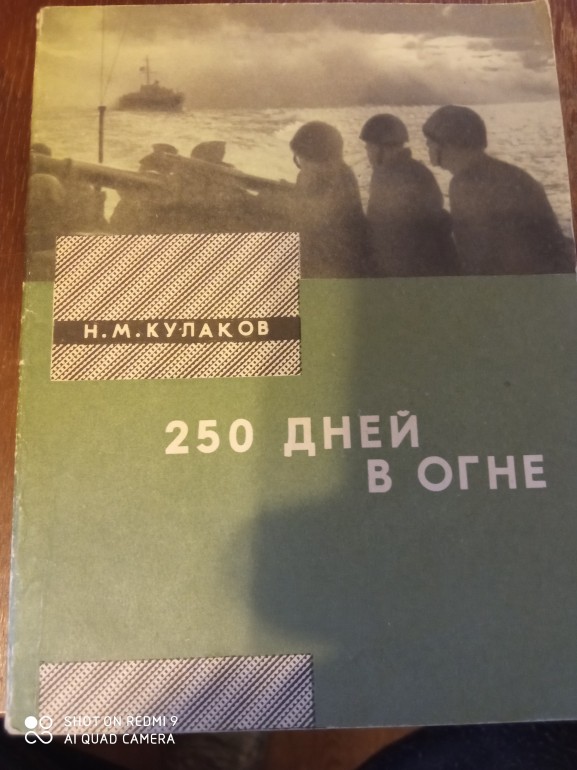 Н. М. КУЛАКОВ
250 ДНЕЙ
В ОГНЕ
SHOT ON REDMI 9
AI QUAD CAMERA